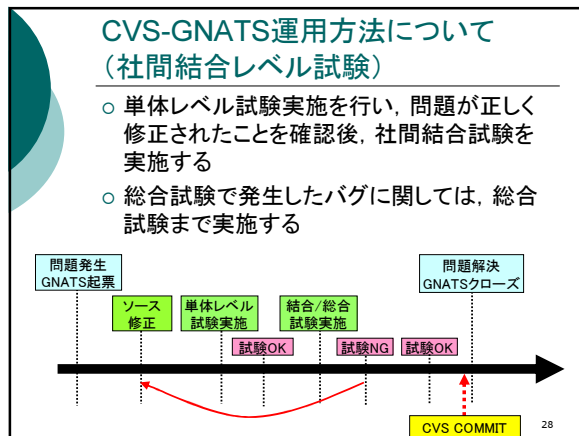 CVS-GNATS運用方法について
（社間結合レベル試験）
単体レベル試験実施を行い，問題が正しく
修正されたことを確認後，社間結合試験を
実施する
総合試験で発生したバグに関しては，総合
試験まで実施する
問題発生
GNATS起票
問題解決
GNATSクローズ
ソース
修正
単体レベル
試験実施
結合/総合
試験実施
試験OK
試験NG
試験OK
CVS COMMIT
28